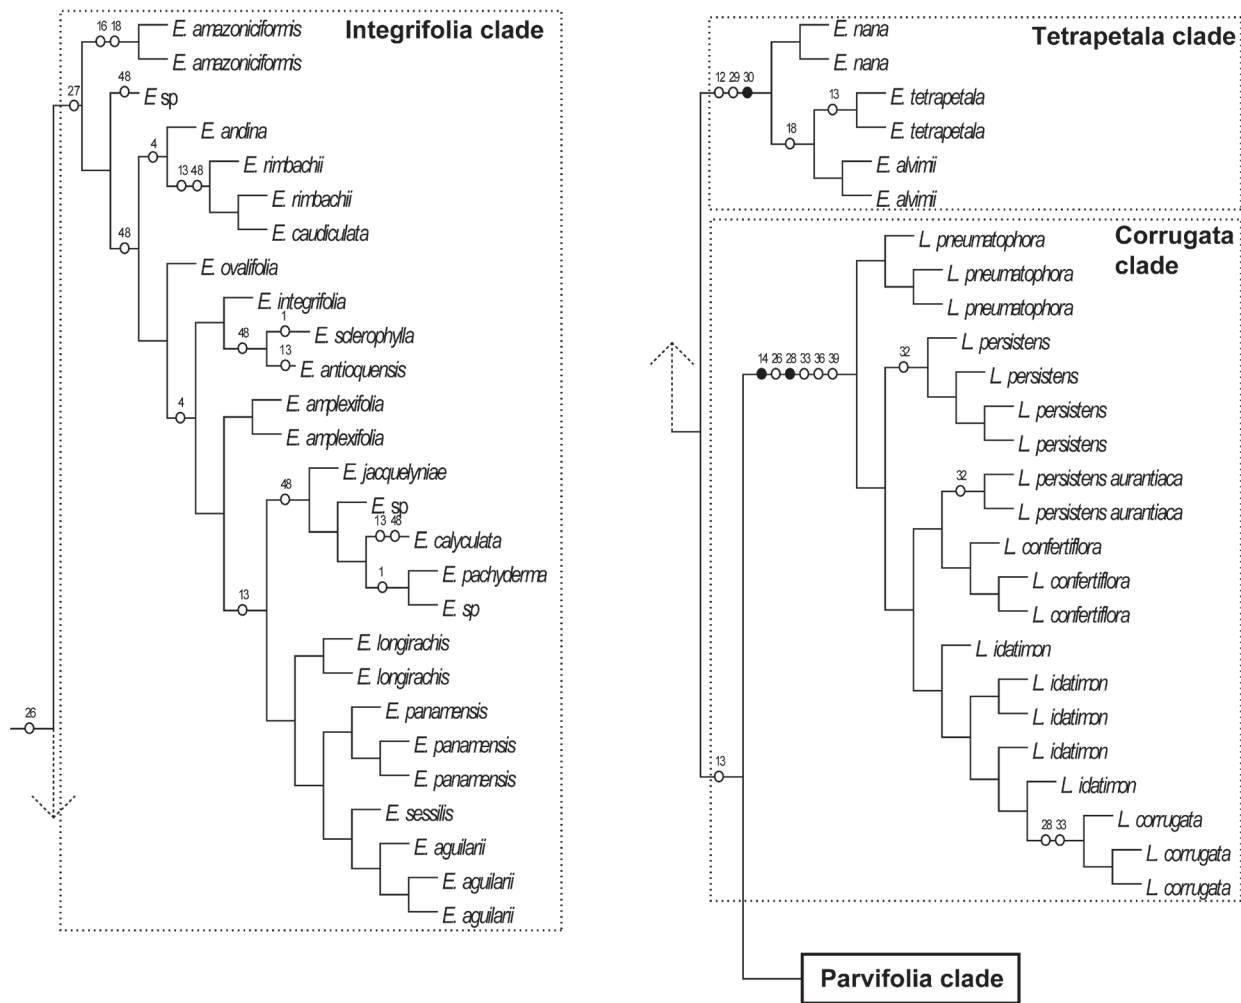 Integrifolia clade
16 18
E. amazoniciformis
E. amazoniciformis
27
48
E sp
4
E. andina
13 48
E. rimbachii
E. rimbachii
E. caudiculata
48
E. ovalifolia
E. integrifolia
48
1
E. sclerophylla
13
E. antioquensis
4
E. amplexifolia
E. amplexifolia
48
E. jacquelyniae
E. sp
13 48
E. calyculata
1
E. pachyderma
E. sp
13
E. longirachis
E. longirachis
E. panamensis
E. panamensis
E. panamensis
E. sessilis
E. aguilarii
E. aguilarii
E. aguilarii
26
Tetrapetala clade
E. nana
E. nana
12 29 30
13
E. tetrapetala
E. tetrapetala
18
E. alvimii
E. alvimii
Corrugata
clade
L. pneumatophora
L. pneumatophora
L. pneumatophora
14 26 28 33 36 39
32
L. persistens
L. persistens
L. persistens
L. persistens
32
L. persistens aurantiaca
L. persistens aurantiaca
L. confertiflora
L. confertiflora
L. confertiflora
L. idatimon
L. idatimon
L. idatimon
L. idatimon
L. idatimon
28 33
L. corrugata
L. corrugata
L. corrugata
13
Parvifolia clade